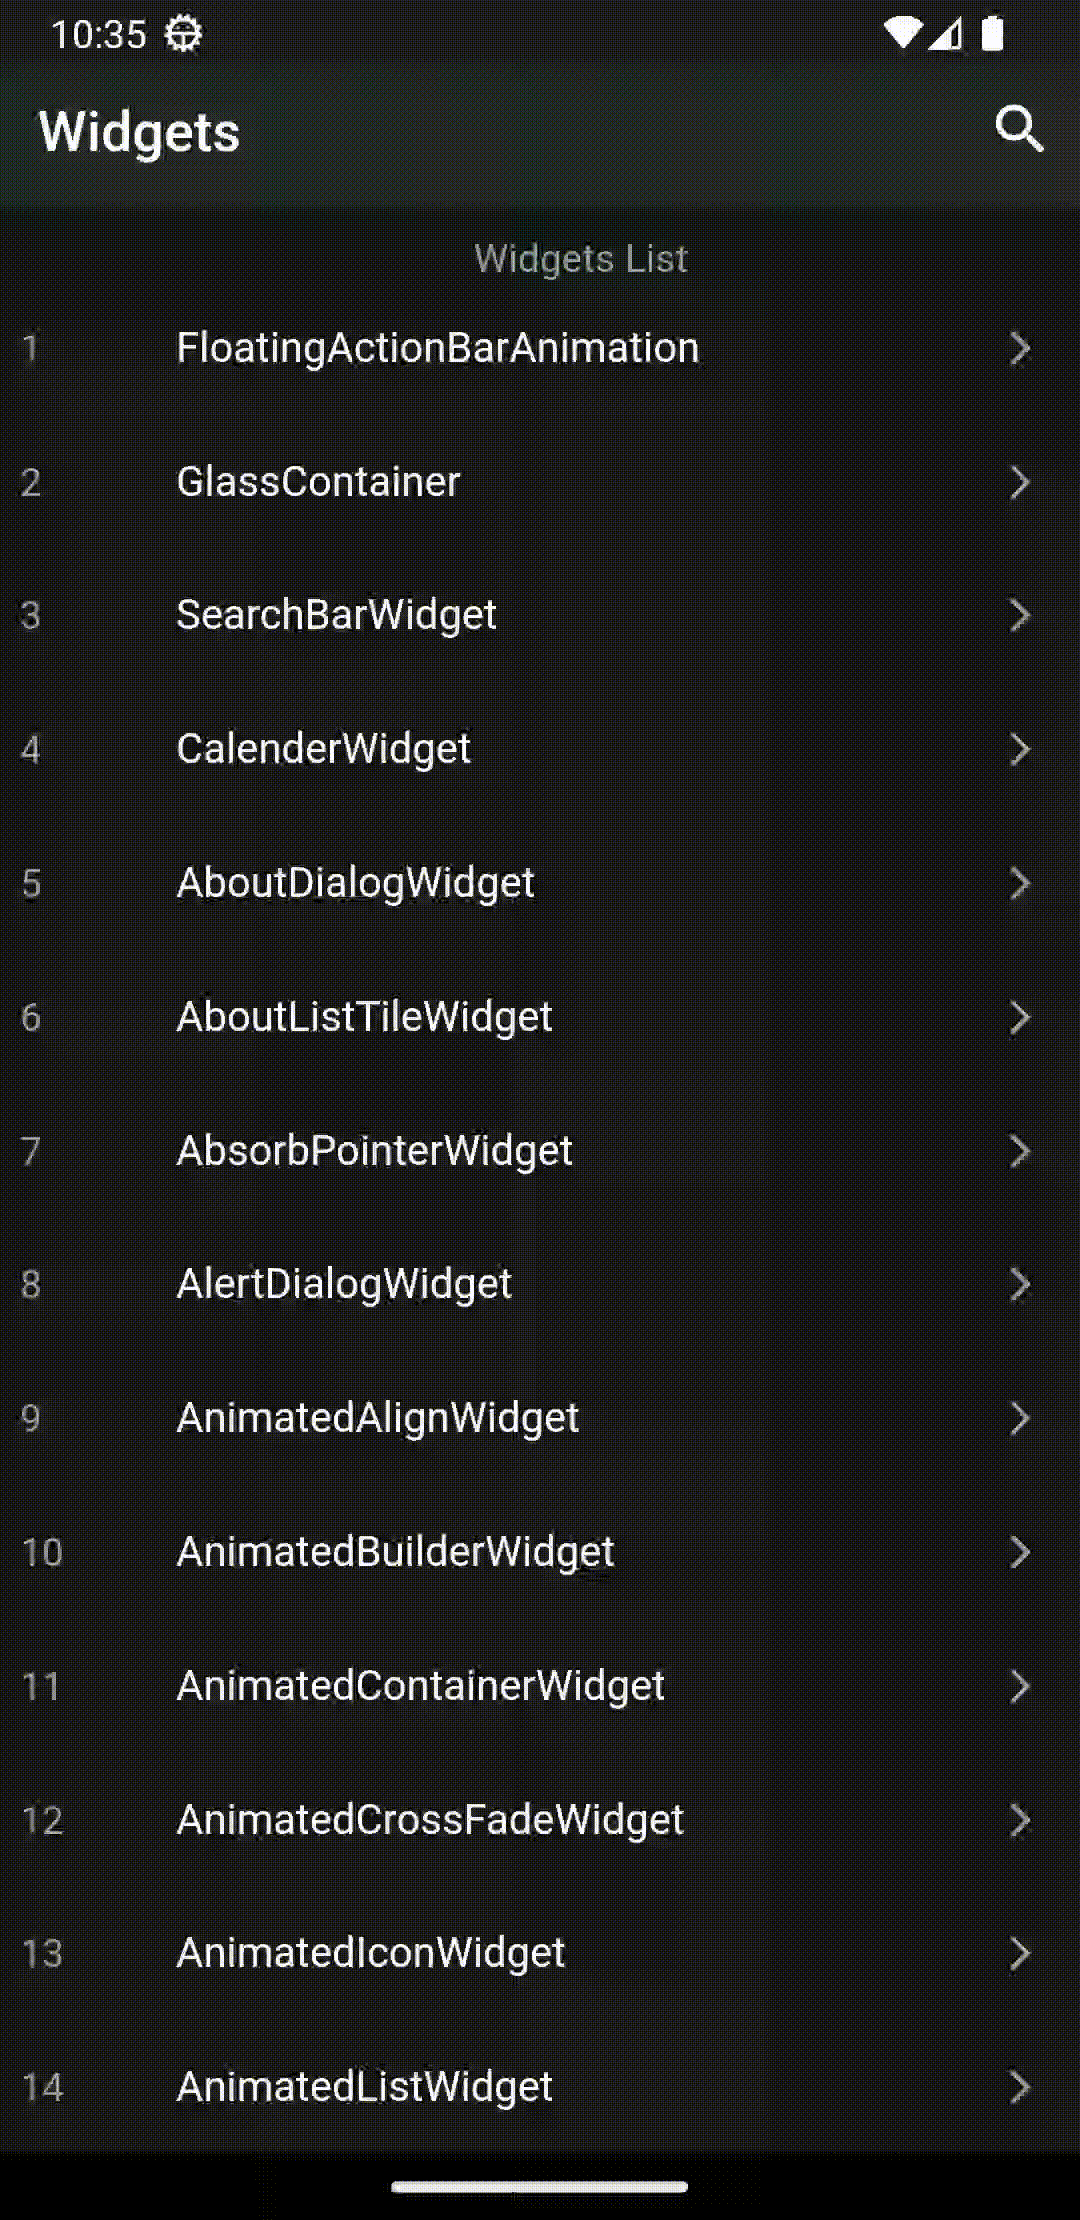 10:35
Widgets
Widgets List
1 FloatingActionBarAnimation
2 GlassContainer
3 SearchBarWidget
4 CalenderWidget
5 AboutDialogWidget
6 AboutListTileWidget
7 AbsorbPointerWidget
8 AlertDialogWidget
9 AnimatedAlignWidget
10 AnimatedBuilderWidget
11 AnimatedContainerWidget
12 AnimatedCrossFadeWidget
13 AnimatedIconWidget
14 AnimatedListWidget